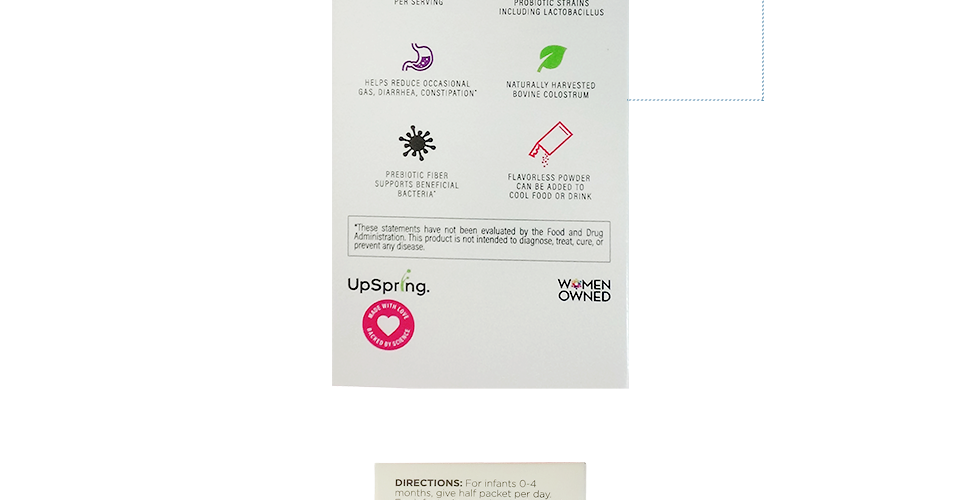 PER SERVING
PROBIOTIC STRAINS
INCLUDING LACTOBACILLUS
HELPS REDUCE OCCASIONAL
GAS, DIARRHEA, CONSTIPATION*
NATURALLY HARVESTED
BOVINE COLOSTRUM
PREBIOTIC FIBER
SUPPORTS BENEFICIAL
BACTERIA*
FLAVORLESS POWDER
CAN BE ADDED TO
COOL FOOD OR DRINK
*These statements have not been evaluated by the Food and Drug
Administration. This product is not intended to diagnose, treat, cure, or
prevent any disease.
UpSpring.
MADE WITH LOVE
BACKED BY SCIENCE
WOMEN
OWNED
DIRECTIONS: For infants 0-4
months, give half packet per day.